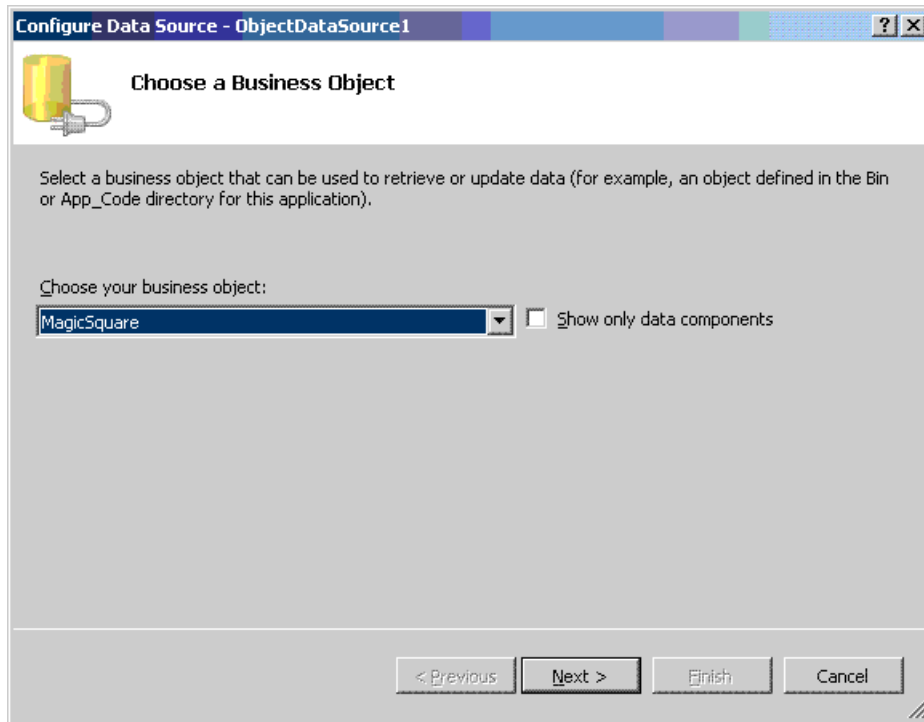 Configure Data Source - ObjectDataSource1
Choose a Business Object
Select a business object that can be used to retrieve or update data (for example, an object defined in the Bin
or App_Code directory for this application).
Choose your business object:
MagicSquare
Show only data components
< Previous
Next >
Finish
Cancel